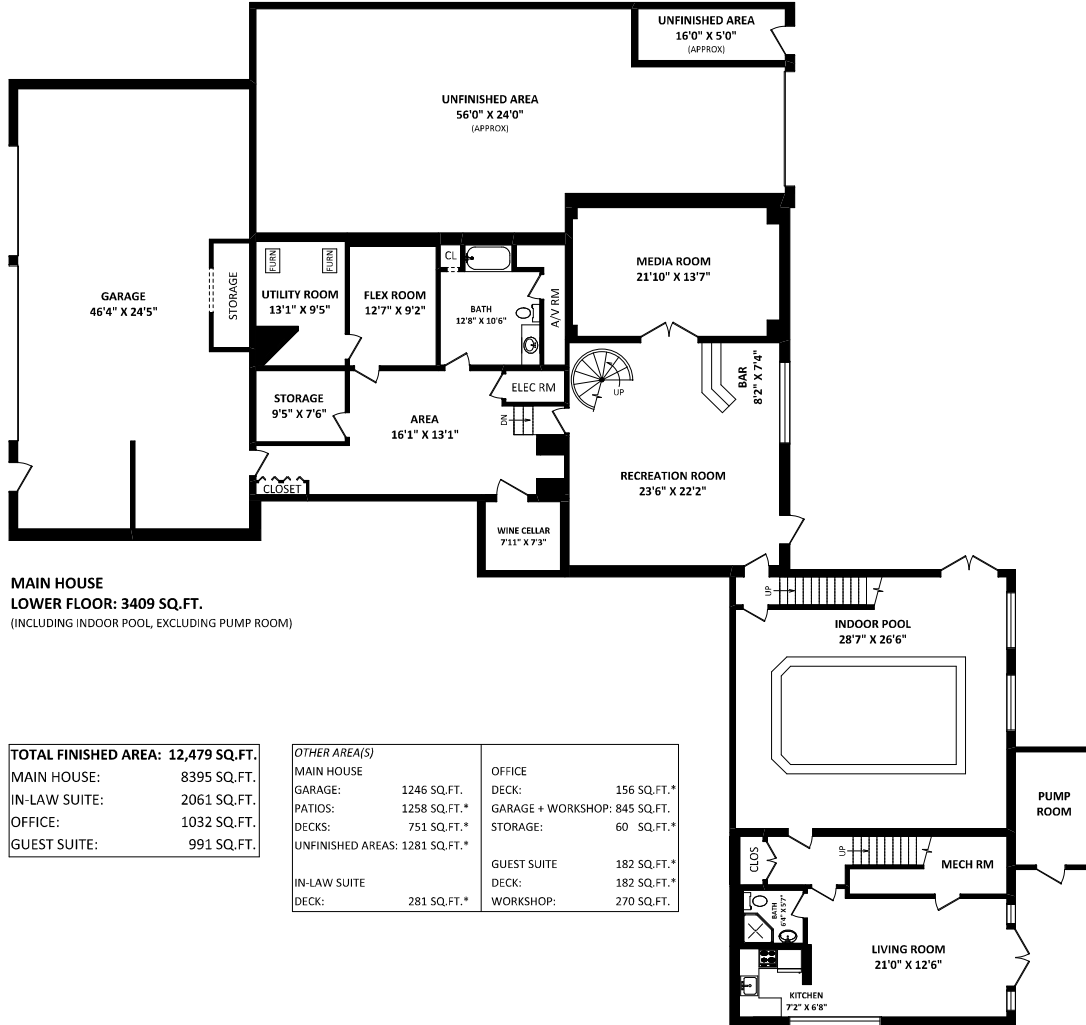 UNFINISHED AREA
16'0" X 5'0"
(APPROX)
UNFINISHED AREA
56'0" X 24'0"
(APPROX)
GARAGE
46'4" X 24'5"
STORAGE
FURN
FURN
UTILITY ROOM
13'1" X 9'5"
FLEX ROOM
12'7" X 9'2"
CL
BATH
12'8" X 10'6"
A/V RM
MEDIA ROOM
21'10" X 13'7"
STORAGE
9'5" X 7'6"
AREA
16'1" X 13'1"
ELEC RM
DN
UP
BAR
8'2" X 7'4"
RECREATION ROOM
23'6" X 22'2"
CLOSET
WINE CELLAR
7'11" X 7'3"
MAIN HOUSE
LOWER FLOOR: 3409 SQ.FT.
(INCLUDING INDOOR POOL, EXCLUDING PUMP ROOM)
UP
INDOOR POOL
28'7" X 26'6"
PUMP
ROOM
CLOS
UP
MECH RM
BATH
6'4" X 5'7"
LIVING ROOM
21'0" X 12'6"
KITCHEN
7'2" X 6'8"
TOTAL FINISHED AREA: 12,479 SQ.FT.
MAIN HOUSE: 8395 SQ.FT.
IN-LAW SUITE: 2061 SQ.FT.
OFFICE: 1032 SQ.FT.
GUEST SUITE: 991 SQ.FT.
OTHER AREA(S)
MAIN HOUSE
GARAGE: 1246 SQ.FT.
PATIOS: 1258 SQ.FT.*
DECKS: 751 SQ.FT.*
UNFINISHED AREAS: 1281 SQ.FT.*
IN-LAW SUITE
DECK: 281 SQ.FT.*
OFFICE
DECK: 156 SQ.FT.*
GARAGE + WORKSHOP: 845 SQ.FT.
STORAGE: 60 SQ.FT.*
GUEST SUITE 182 SQ.FT.*
DECK: 182 SQ.FT.*
WORKSHOP: 270 SQ.FT.